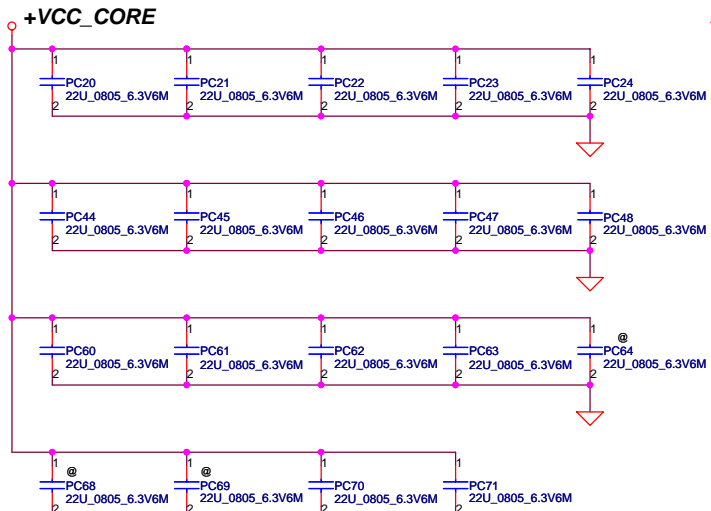 +VCC_CORE
1 1 1 1 1
PC20 PC21 PC22 PC23 PC24
22U_0805_6.3V6M 22U_0805_6.3V6M 22U_0805_6.3V6M 22U_0805_6.3V6M 22U_0805_6.3V6M
2 2 2 2 2
1 1 1 1 1
PC44 PC45 PC46 PC47 PC48
22U_0805_6.3V6M 22U_0805_6.3V6M 22U_0805_6.3V6M 22U_0805_6.3V6M 22U_0805_6.3V6M
2 2 2 2 2
1 1 1 1 1
@
PC60 PC61 PC62 PC63 PC64
22U_0805_6.3V6M 22U_0805_6.3V6M 22U_0805_6.3V6M 22U_0805_6.3V6M 22U_0805_6.3V6M
2 2 2 2 2
1 1 1 1
@ @
PC68 PC69 PC70 PC71
22U_0805_6.3V6M 22U_0805_6.3V6M 22U_0805_6.3V6M 22U_0805_6.3V6M
2 2 2 2